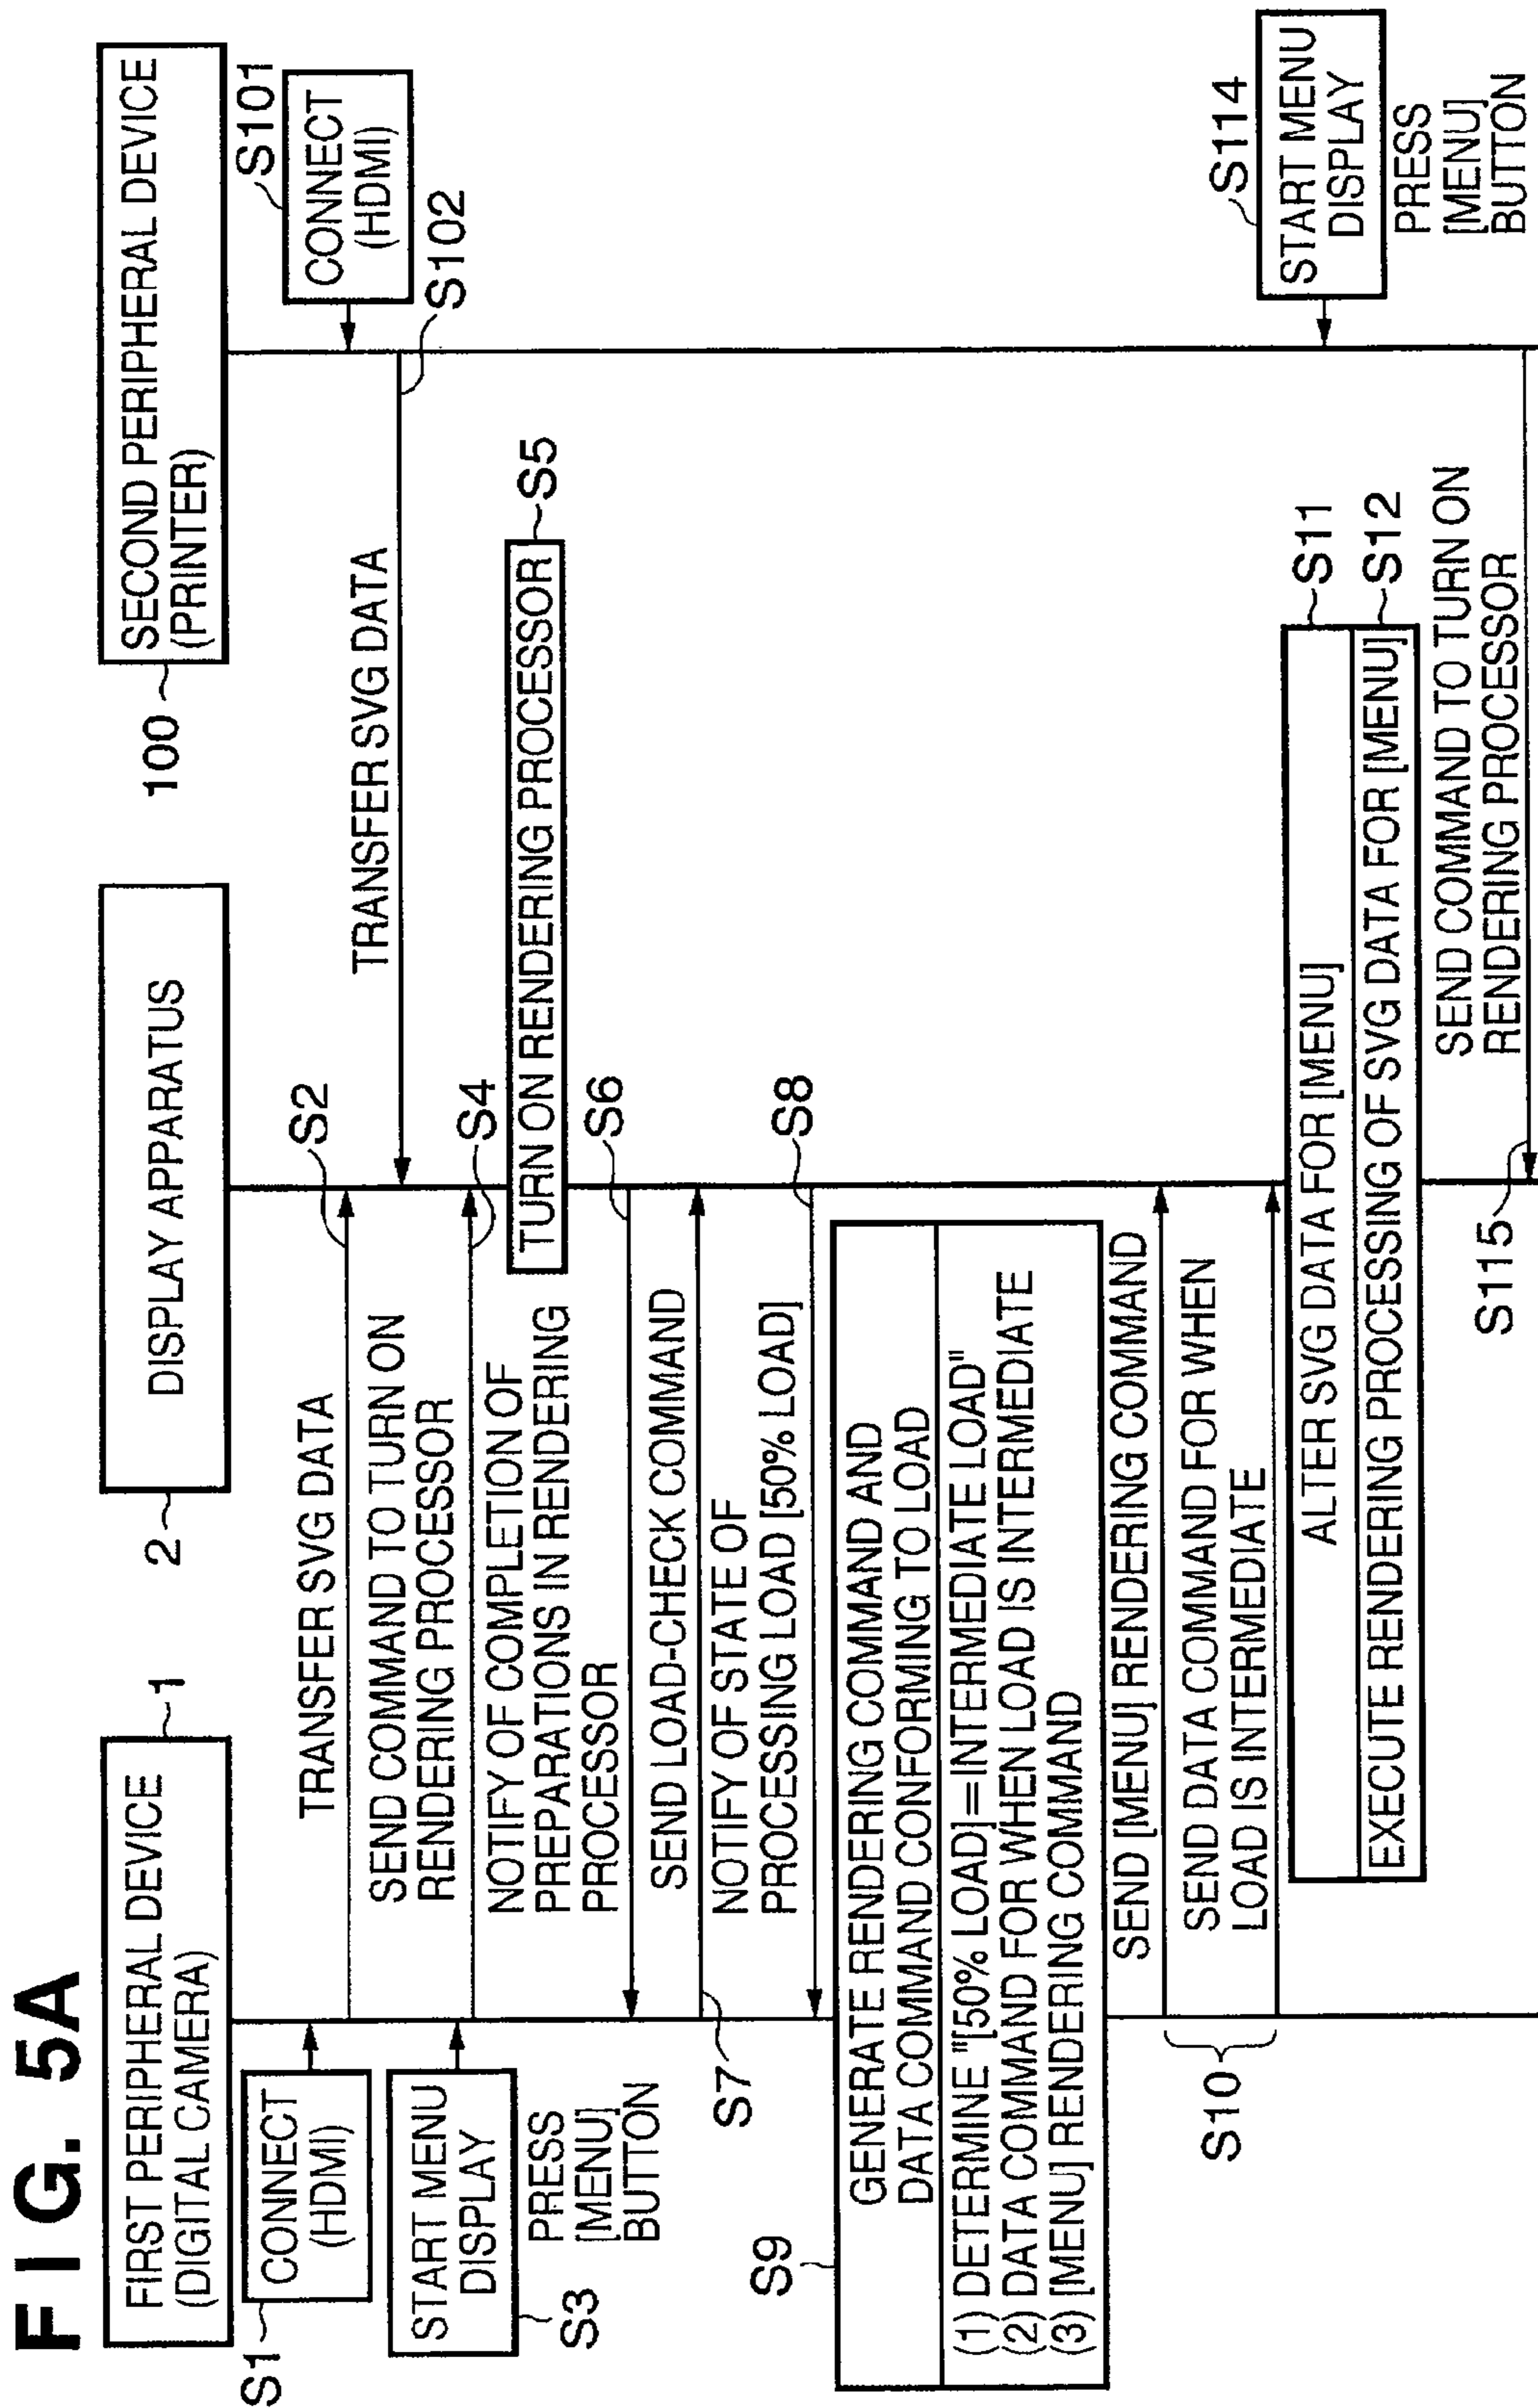 FIG. 5A
FIRST PERIPHERAL DEVICE
(DIGITAL CAMERA)
1
DISPLAY APPARATUS
2
SECOND PERIPHERAL DEVICE
(PRINTER)
100
S1
CONNECT
(HDMI)
TRANSFER SVG DATA
S2
S101
CONNECT
(HDMI)
TRANSFER SVG DATA
S102
START MENU
DISPLAY
S3
PRESS
[MENU]
BUTTON
SEND COMMAND TO TURN ON
RENDERING PROCESSOR
S4
TURN ON RENDERING PROCESSOR
S5
NOTIFY OF COMPLETION OF
PREPARATIONS IN RENDERING
PROCESSOR
S6
SEND LOAD-CHECK COMMAND
S7
NOTIFY OF STATE OF
PROCESSING LOAD [50% LOAD]
S8
S9
GENERATE RENDERING COMMAND AND
DATA COMMAND CONFORMING TO LOAD
(1) DETERMINE "[50% LOAD]=INTERMEDIATE LOAD"
(2) DATA COMMAND FOR WHEN LOAD IS INTERMEDIATE
(3) [MENU] RENDERING COMMAND
SEND [MENU] RENDERING COMMAND
S10
SEND DATA COMMAND FOR WHEN
LOAD IS INTERMEDIATE
ALTER SVG DATA FOR [MENU]
S11
EXECUTE RENDERING PROCESSING OF SVG DATA FOR [MENU]
S12
S114
START MENU
DISPLAY
PRESS
[MENU]
BUTTON
SEND COMMAND TO TURN ON
RENDERING PROCESSOR
S115